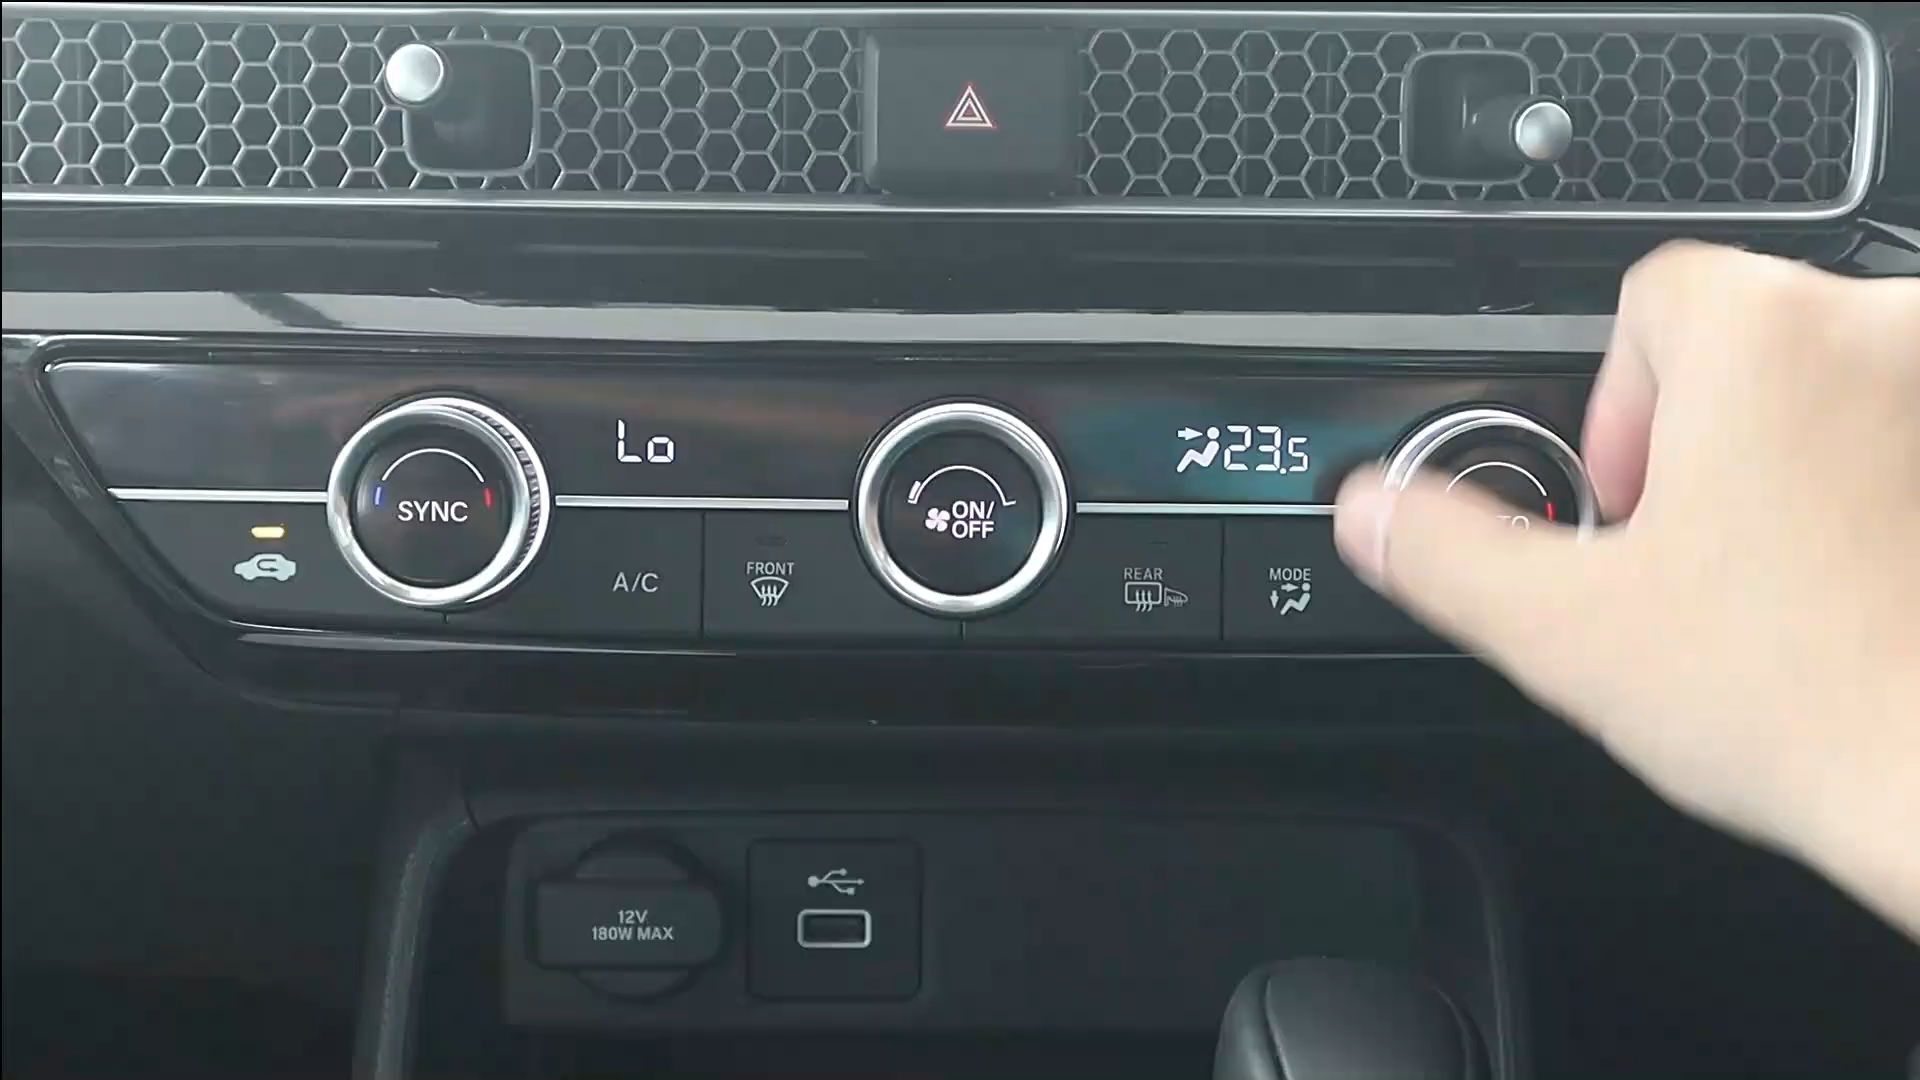 Lo
23.5
SYNC
ON/
OFF
A/C
FRONT
REAR
MODE
12V
180W MAX